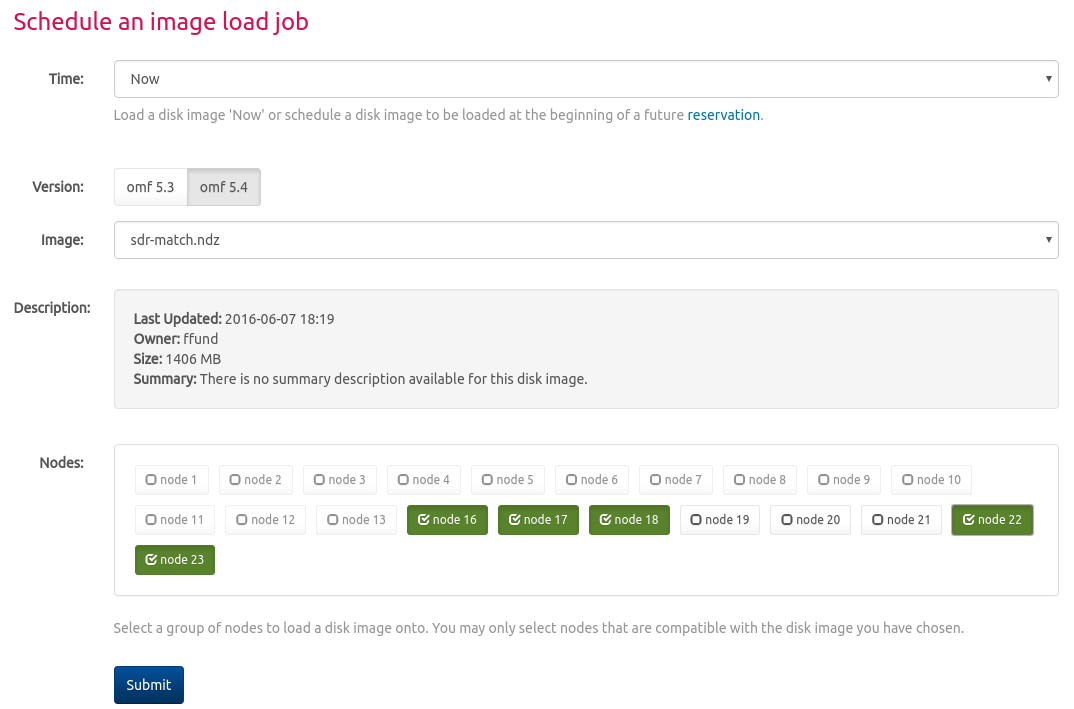 Schedule an image load job
Time: Now
Load a disk image 'Now' or schedule a disk image to be loaded at the beginning of a future reservation.
Version: omf 5.3 omf 5.4
Image: sdr-match.ndz
Description:
Last Updated: 2016-06-07 18:19
Owner: ffund
Size: 1406 MB
Summary: There is no summary description available for this disk image.
Nodes:
node 1 node 2 node 3 node 4 node 5 node 6 node 7 node 8 node 9 node 10
node 11 node 12 node 13 node 16 node 17 node 18 node 19 node 20 node 21 node 22
node 23
Select a group of nodes to load a disk image onto. You may only select nodes that are compatible with the disk image you have chosen.
Submit